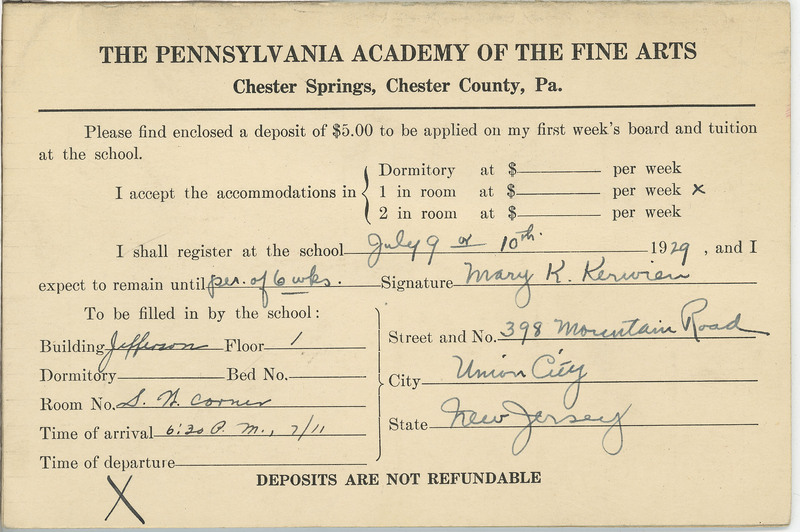 THE PENNSYLVANIA ACADEMY OF THE FINE ARTS
Chester Springs, Chester County, Pa.
Please find enclosed a deposit of $5.00 to be applied on my first week's board and tuition
at the school.
I accept the accommodations in
Dormitory at $ per week
1 in room at $ per week x
2 in room at $ per week
I shall register at the school July 9 or 10th. 1929, and I
expect to remain until per. of 6 wks. Signature Mary K. Kerwien
To be filled in by the school:
Building Jefferson Floor 1
Dormitory Bed No.
Room No. S. W. corner
Time of arrival 6:30 P. M., 7/11
Time of departure
Street and No. 398 Mountain Road
City Union City
State New Jersey
DEPOSITS ARE NOT REFUNDABLE
X